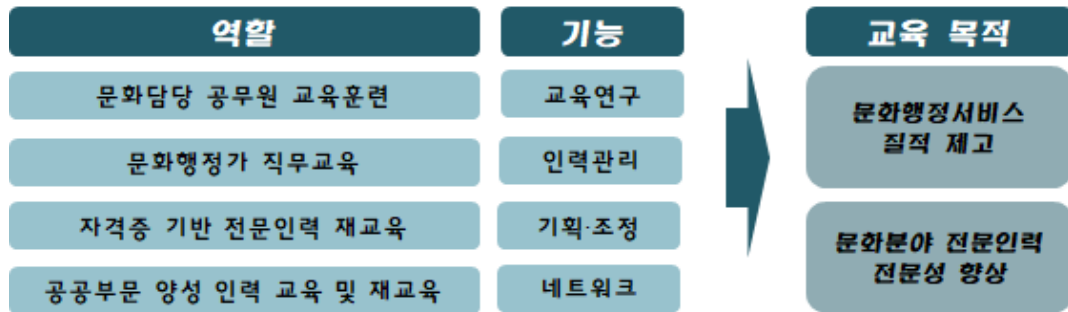 역할
기능
교육 목적
문화담당 공무원 교육훈련
교육연구
문화행정가 직무교육
인력관리
자격증 기반 전문인력 재교육
기획·조정
공공부문 양성 인력 교육 및 재교육
네트워크
문화행정서비스
질적 제고
문화분야 전문인력
전문성 향상